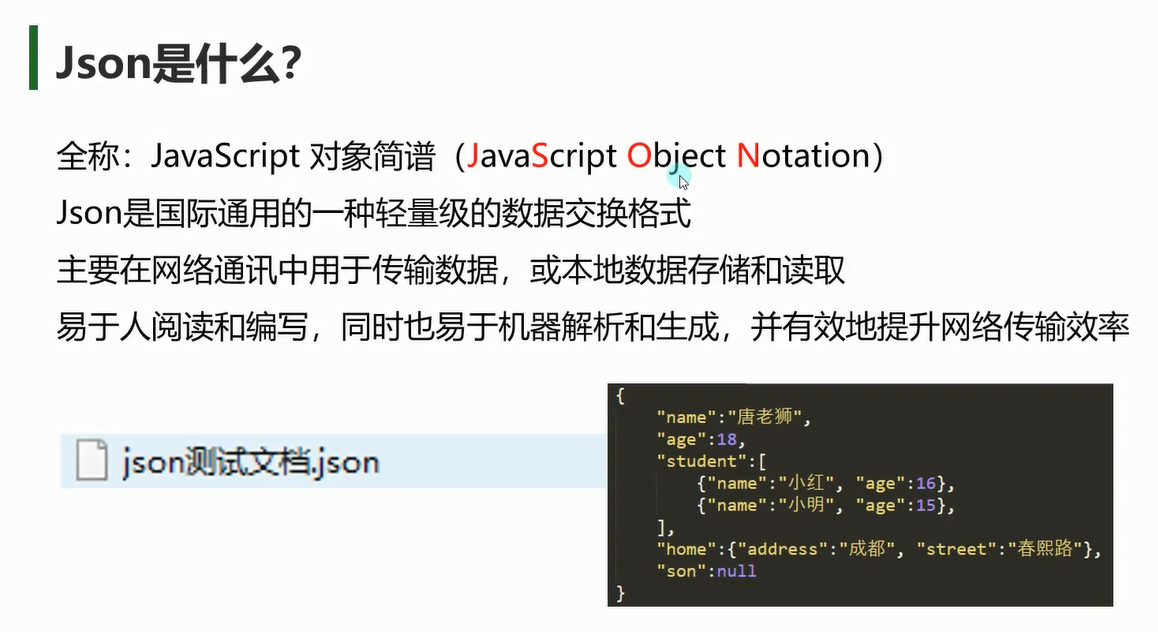 Json是什么?
全称：JavaScript 对象简谱（JavaScript Object Notation）
Json是国际通用的一种轻量级的数据交换格式
主要在网络通讯中用于传输数据，或本地数据存储和读取
易于人阅读和编写，同时也易于机器解析和生成，并有效地提升网络传输效率
json测试文档.json
{
"name":"唐老狮",
"age":18,
"student":[
{"name":"小红", "age":16},
{"name":"小明", "age":15},
],
"home":{"address":"成都", "street":"春熙路"},
"son":null
}